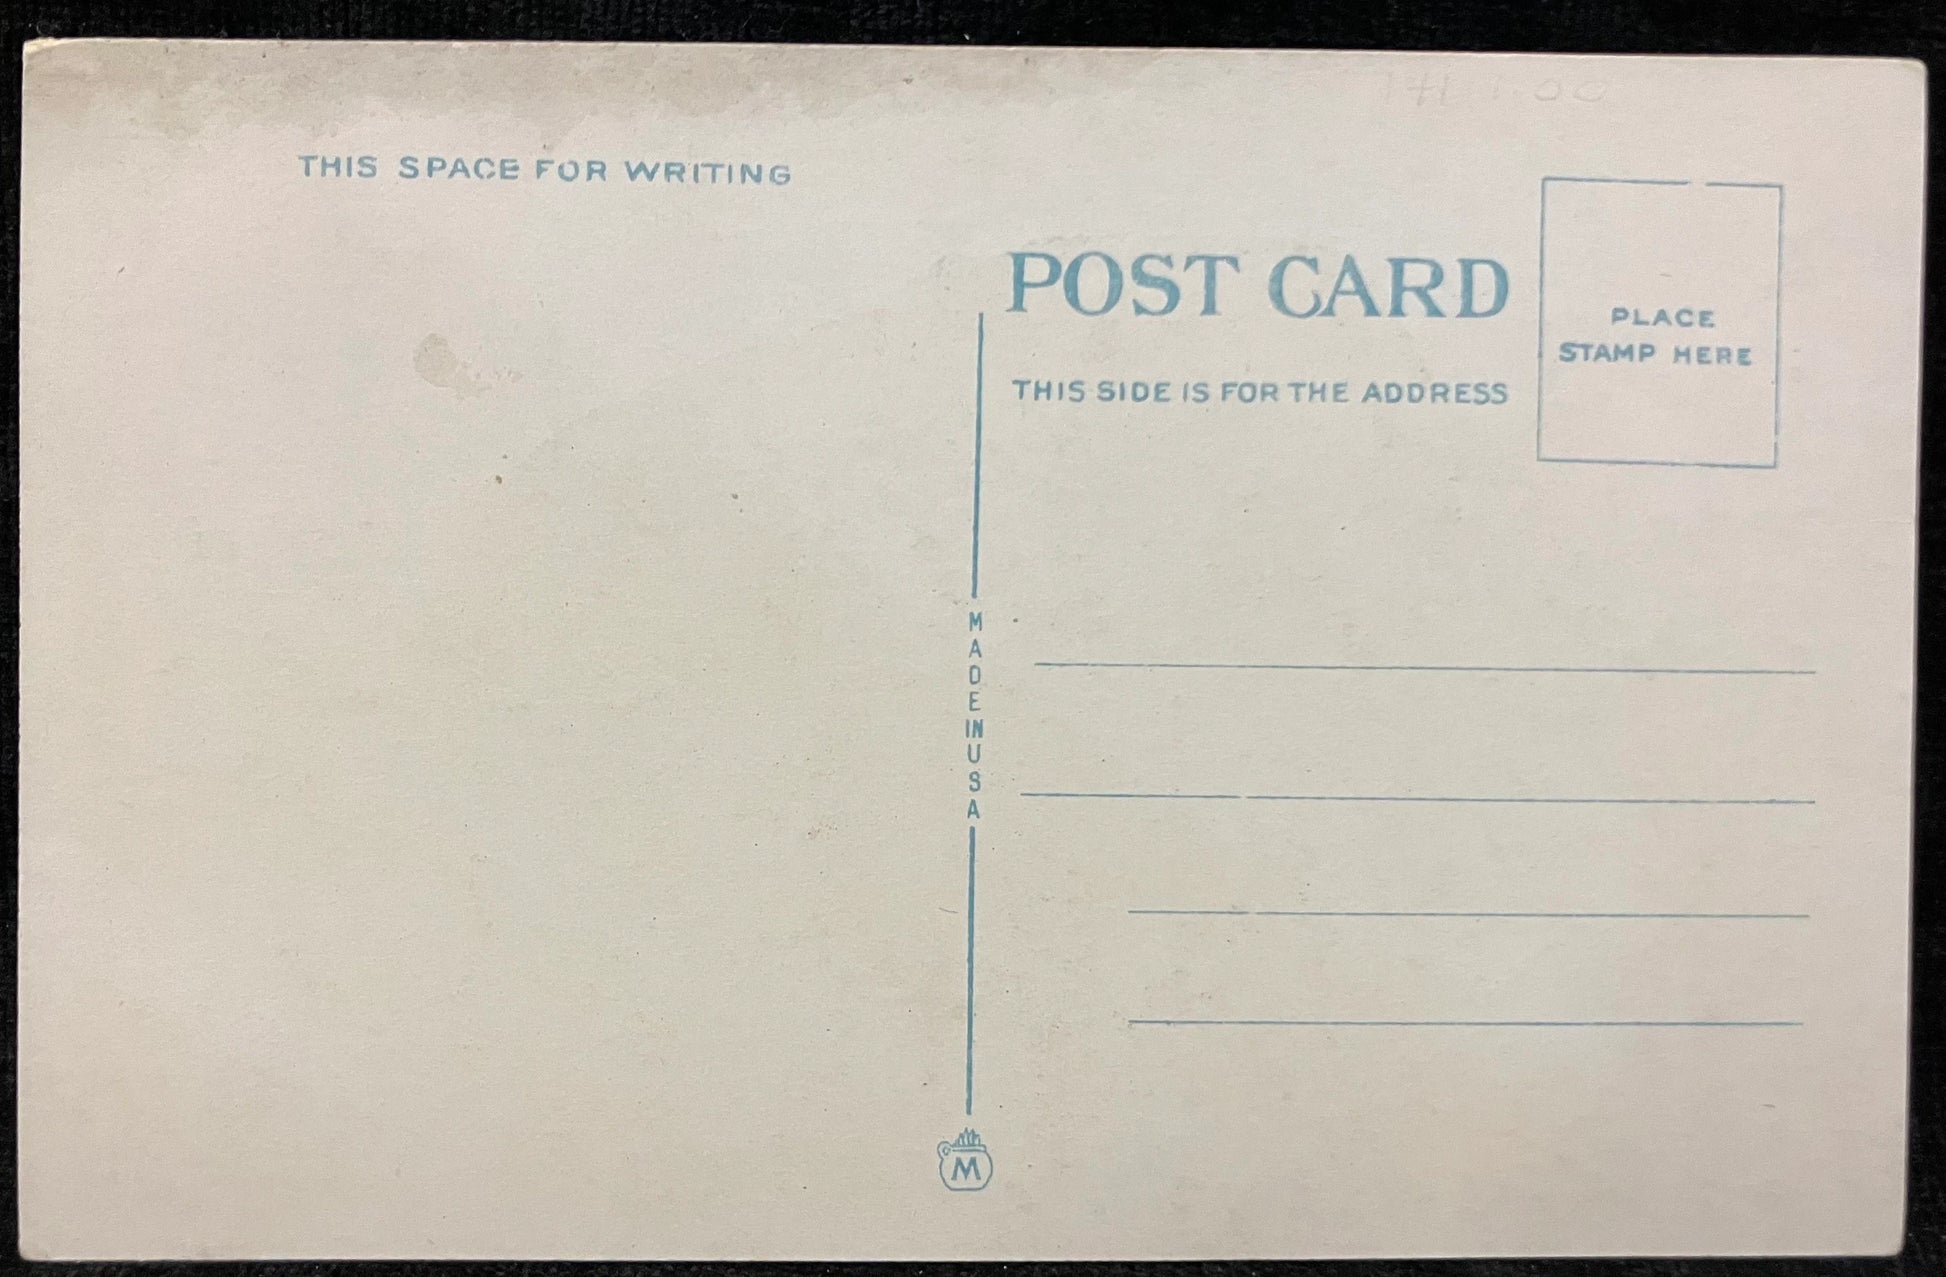 THIS SPACE FOR WRITING
POST CARD
THIS SIDE IS FOR THE ADDRESS
PLACE
STAMP HERE
MADE IN USA
M